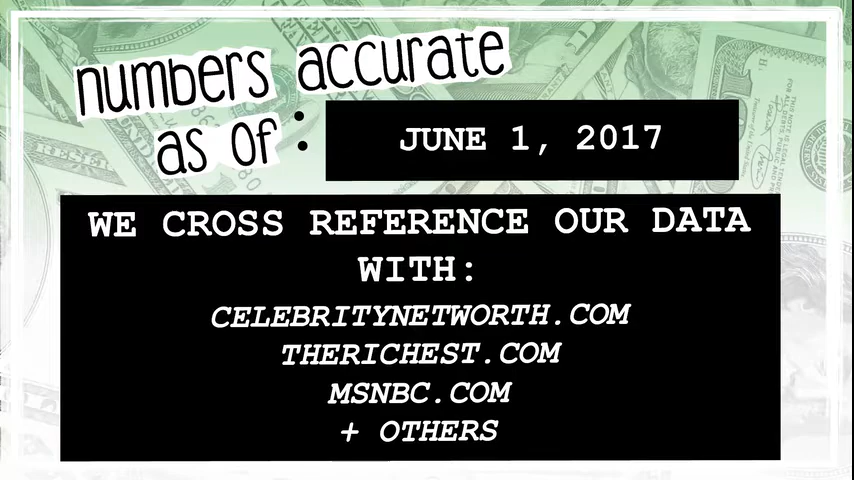 numbers accurate
as of: JUNE 1, 2017
WE CROSS REFERENCE OUR DATA
WITH:
CELEBRITYNETWORTH.COM
THERICHEST.COM
MSNBC.COM
+ OTHERS